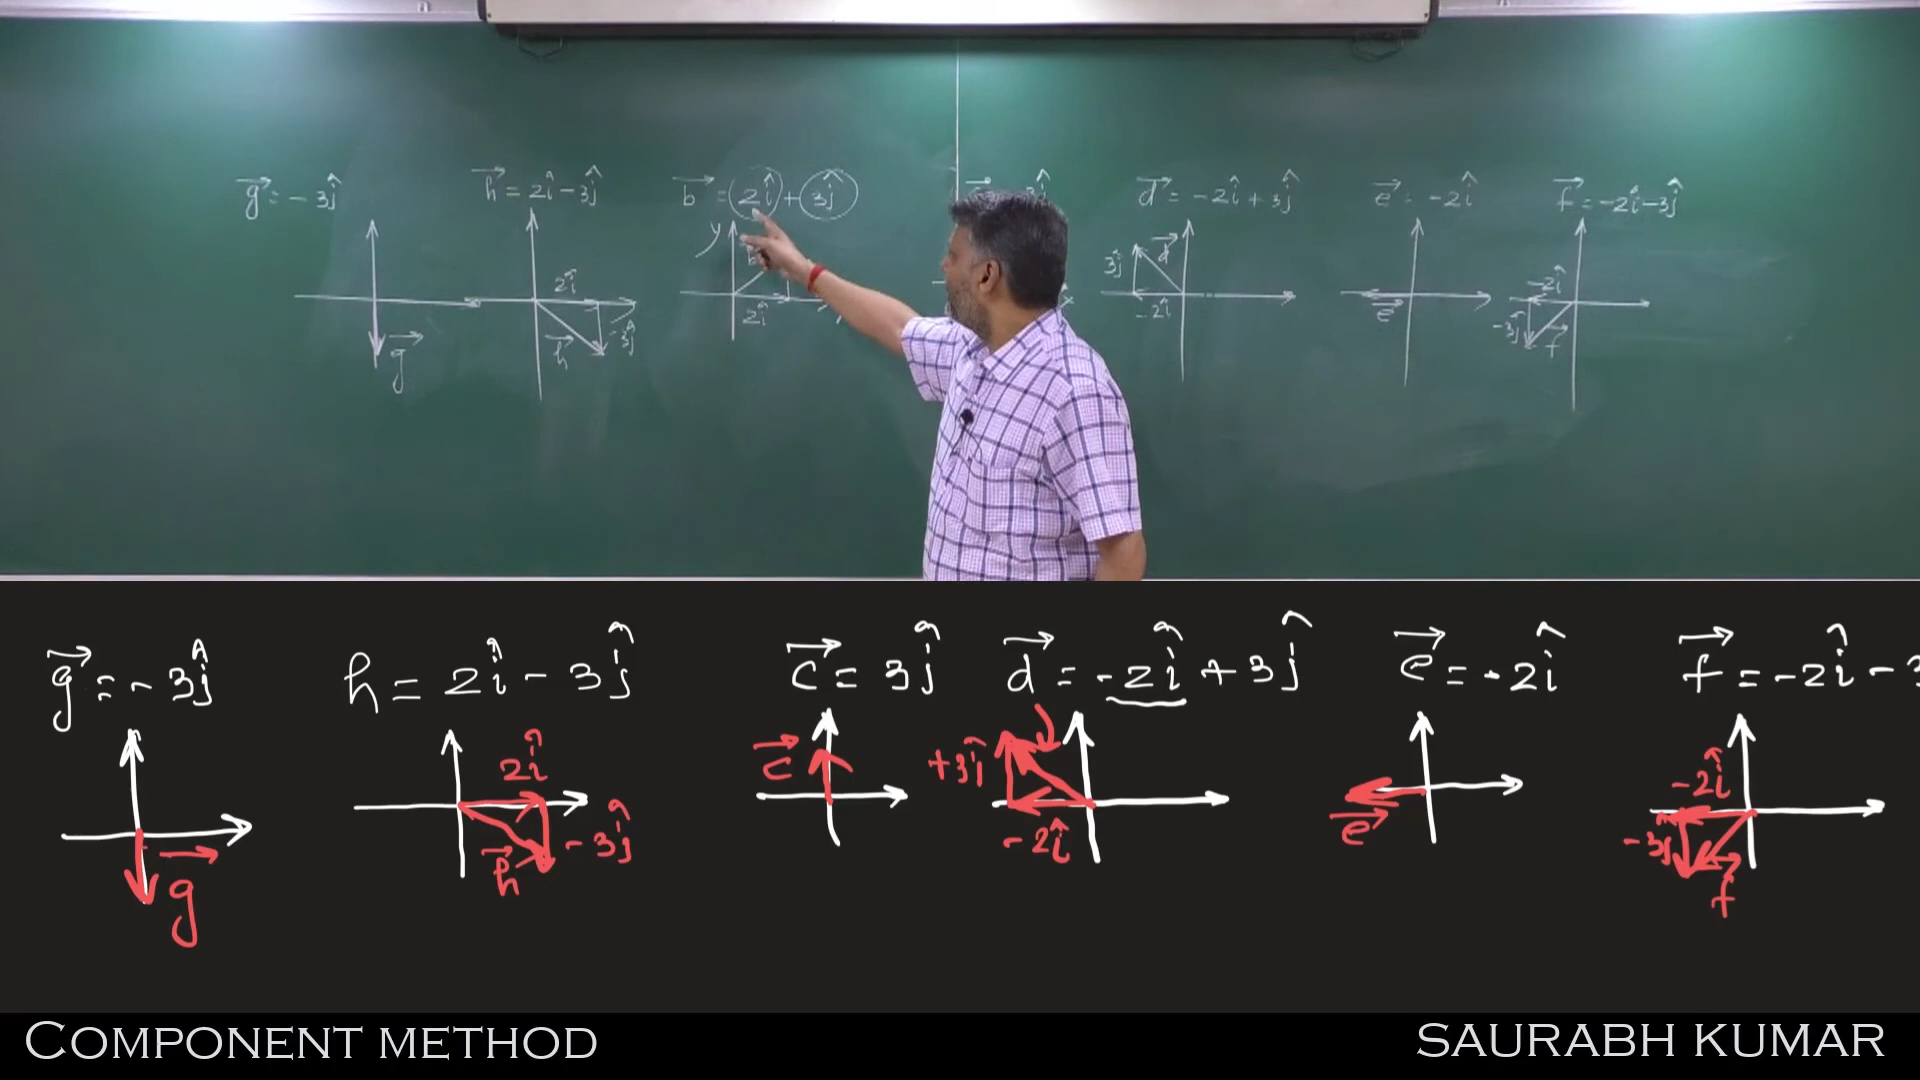 g⃗ = -3ĵ
h⃗ = 2î - 3ĵ
b⃗ = 2î + 3ĵ
d⃗ = -2î + 3ĵ
e⃗ = -2î
f⃗ = -2î - 3ĵ
g⃗
2î
-3ĵ
h⃗
y
2î
x
3ĵ
d⃗
-2î
e⃗
-2î
-3ĵ
f⃗
g⃗ = -3ĵ
h = 2î - 3ĵ
c⃗ = 3ĵ
d⃗ = -2î + 3ĵ
e⃗ = -2î
f⃗ = -2î - 3
g⃗
2î
-3ĵ
h⃗
c⃗
+3ĵ
-2î
e⃗
-2î
-3ĵ
f⃗
COMPONENT METHOD
SAURABH KUMAR